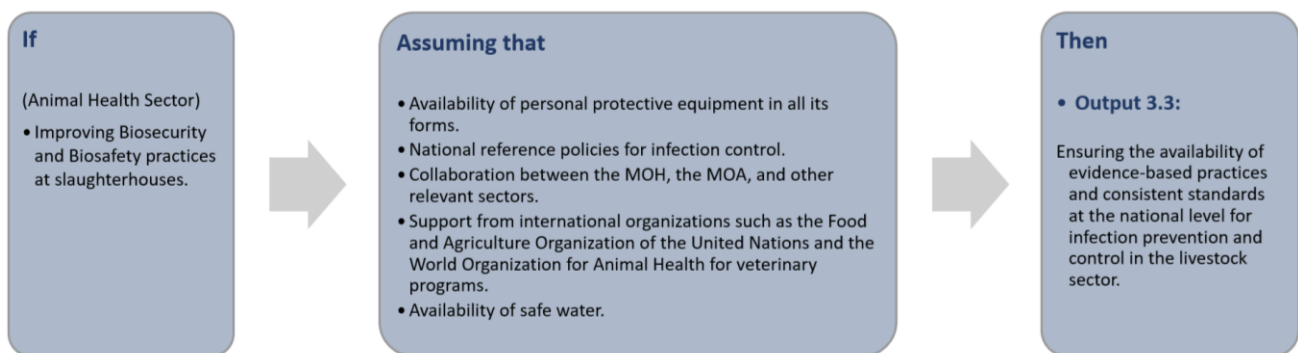 If
(Animal Health Sector)
• Improving Biosecurity
and Biosafety practices
at slaughterhouses.
Assuming that
• Availability of personal protective equipment in all its
forms.
• National reference policies for infection control.
• Collaboration between the MOH, the MOA, and other
relevant sectors.
• Support from international organizations such as the Food
and Agriculture Organization of the United Nations and the
World Organization for Animal Health for veterinary
programs.
• Availability of safe water.
Then
• Output 3.3:
Ensuring the availability of
evidence-based practices
and consistent standards
at the national level for
infection prevention and
control in the livestock
sector.